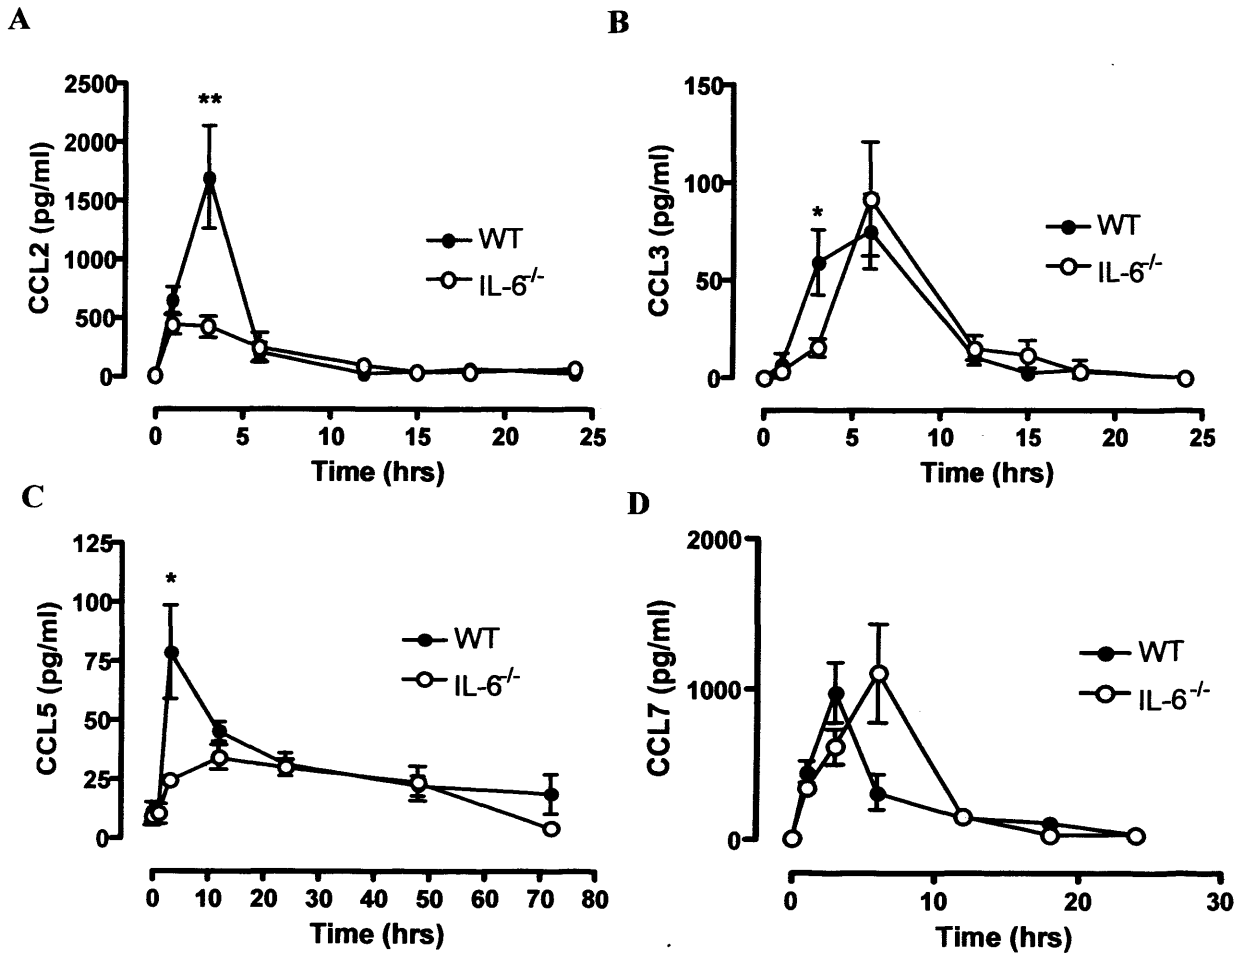 A
2500
2000
1500
1000
500
0
CCL2 (pg/ml)
**
WT
IL-6-/-
0 5 10 15 20 25
Time (hrs)
B
150
100
50
0
CCL3 (pg/ml)
*
WT
IL-6-/-
0 5 10 15 20 25
Time (hrs)
C
125
100
75
50
25
0
CCL5 (pg/ml)
*
WT
IL-6-/-
0 10 20 30 40 50 60 70 80
Time (hrs)
D
2000
1000
0
CCL7 (pg/ml)
WT
IL-6-/-
0 10 20 30
Time (hrs)